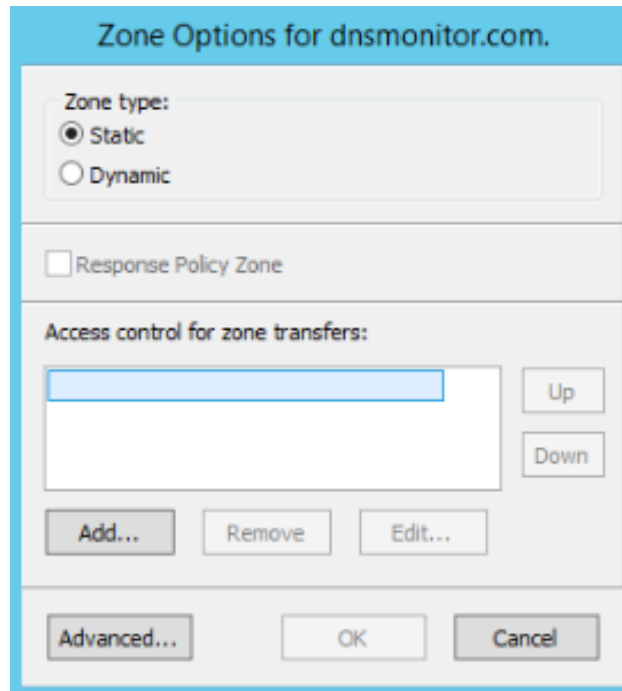 Zone Options for dnsmonitor.com.
Zone type:
Static
Dynamic
Response Policy Zone
Access control for zone transfers:
Up
Down
Add...
Remove
Edit...
Advanced...
OK
Cancel